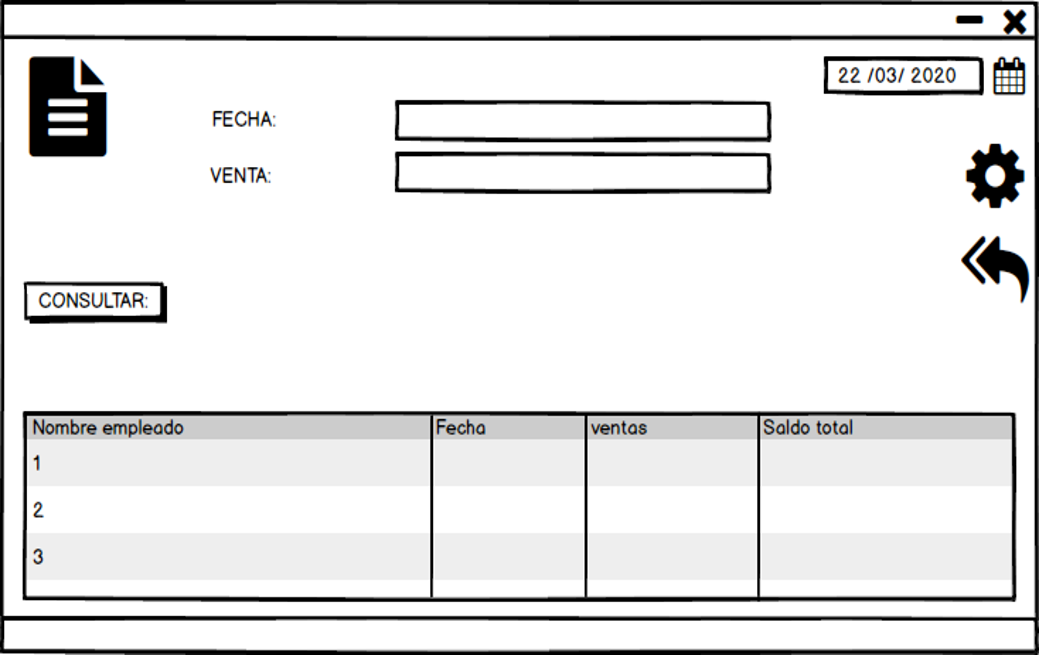 22 /03/ 2020
FECHA:
VENTA:
CONSULTAR:
Nombre empleado Fecha ventas Saldo total
1
2
3